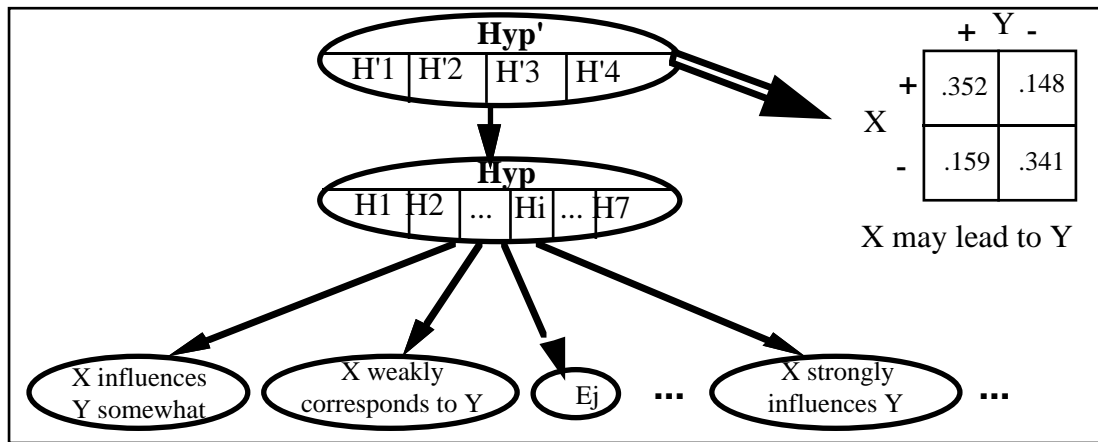 Hyp'
H'1 H'2 H'3 H'4
Hyp
H1 H2 ... Hi ... H7
X influences
Y somewhat
X weakly
corresponds to Y
Ej
...
X strongly
influences Y
...
Y
+ -
X
+ .352 .148
- .159 .341
X may lead to Y